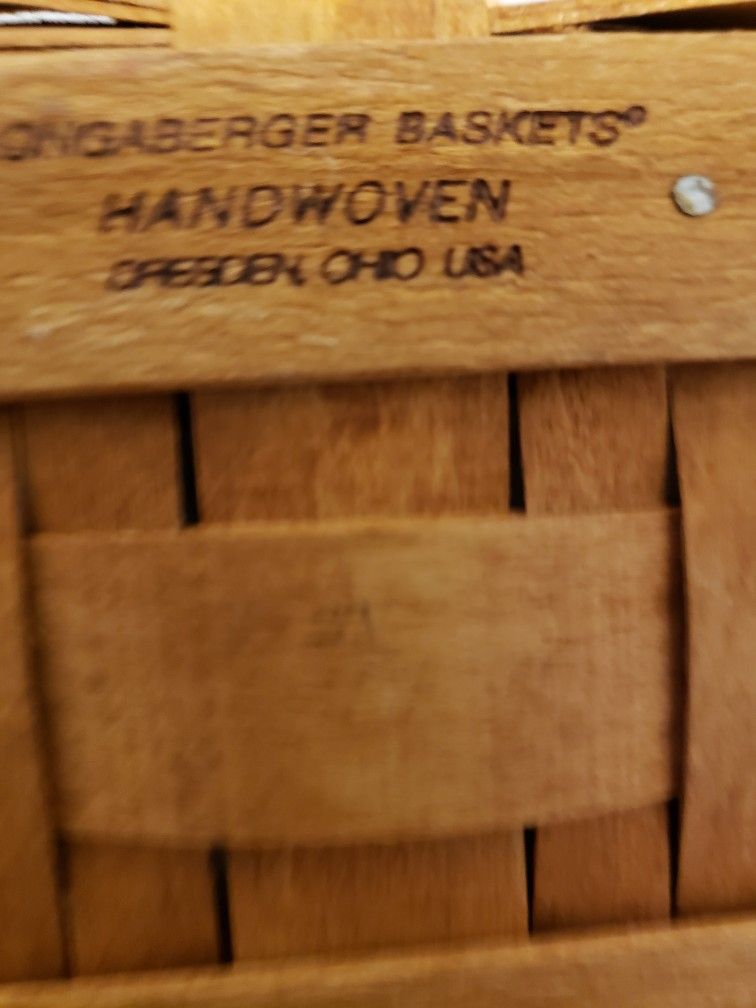 ONGABERGER BASKETS®
HANDWOVEN
DRESDEN, OHIO USA